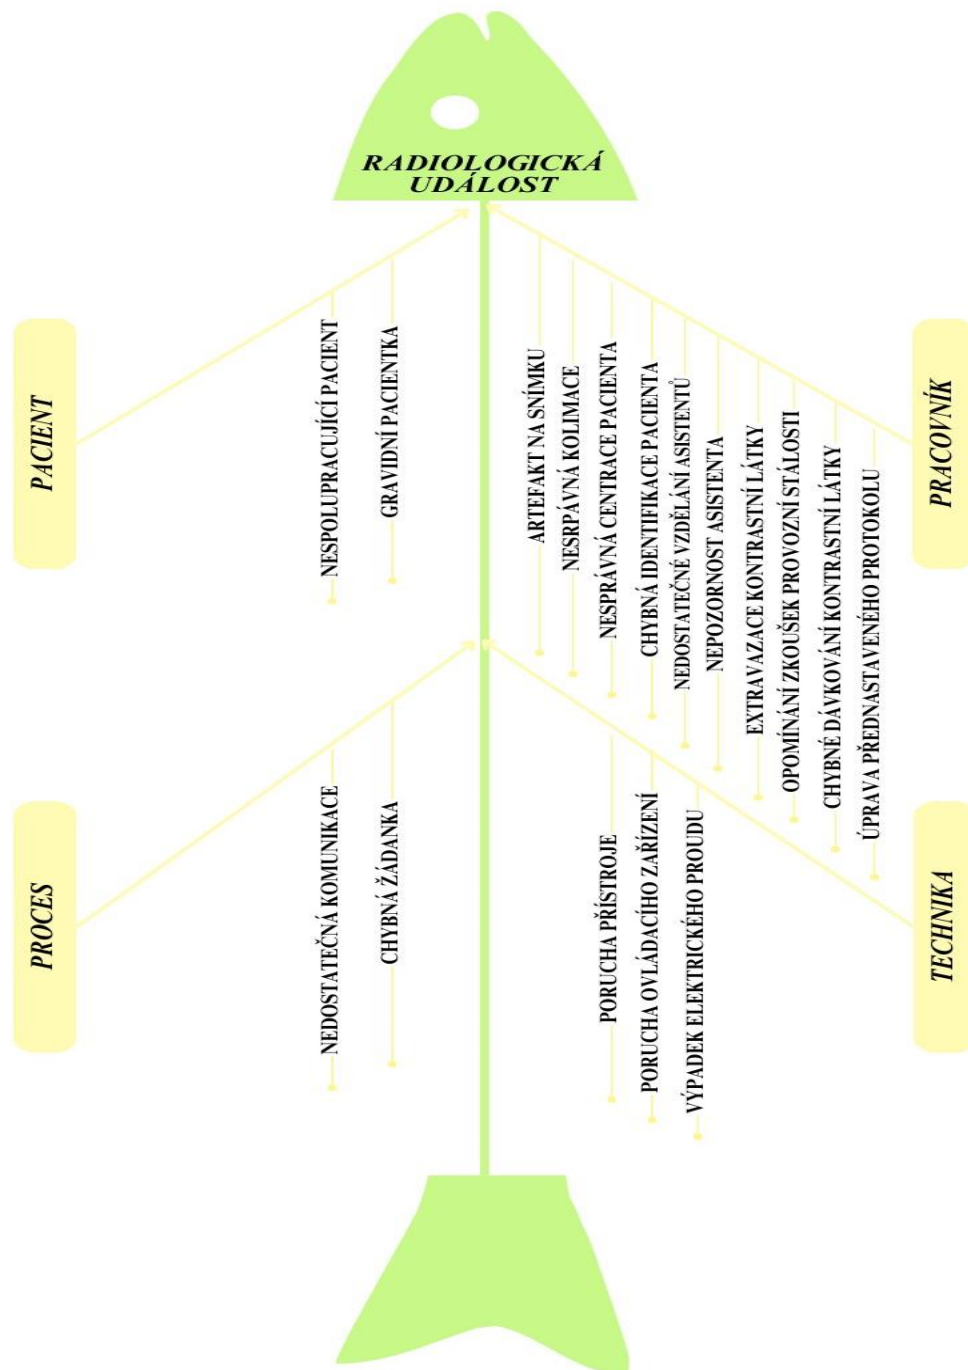 RADIOLOGICKÁ
UDÁLOST
PACIENT
NESPOLUPRACUJÍCÍ PACIENT
GRAVIDNÍ PACIENTKA
PRACOVNÍK
ARTEFAKT NA SNÍMKU
NESRPÁVNÁ KOLIMACE
NESPRÁVNÁ CENTRACE PACIENTA
CHYBNÁ IDENTIFIKACE PACIENTA
NEDOSTATEČNÉ VZDĚLÁNÍ ASISTENTŮ
NEPOZORNOST ASISTENTA
EXTRAVAZACE KONTRASTNÍ LÁTKY
OPOMÍNÁNÍ ZKOUŠEK PROVOZNÍ STÁLOSTI
CHYBNÉ DÁVKOVÁNÍ KONTRASTNÍ LÁTKY
ÚPRAVA PŘEDNASTAVENÉHO PROTOKOLU
PROCES
NEDOSTATEČNÁ KOMUNIKACE
CHYBNÁ ŽÁDANKA
TECHNIKA
PORUCHA PŘÍSTROJE
PORUCHA OVLÁDACÍHO ZAŘÍZENÍ
VÝPADEK ELEKTRICKÉHO PROUDU